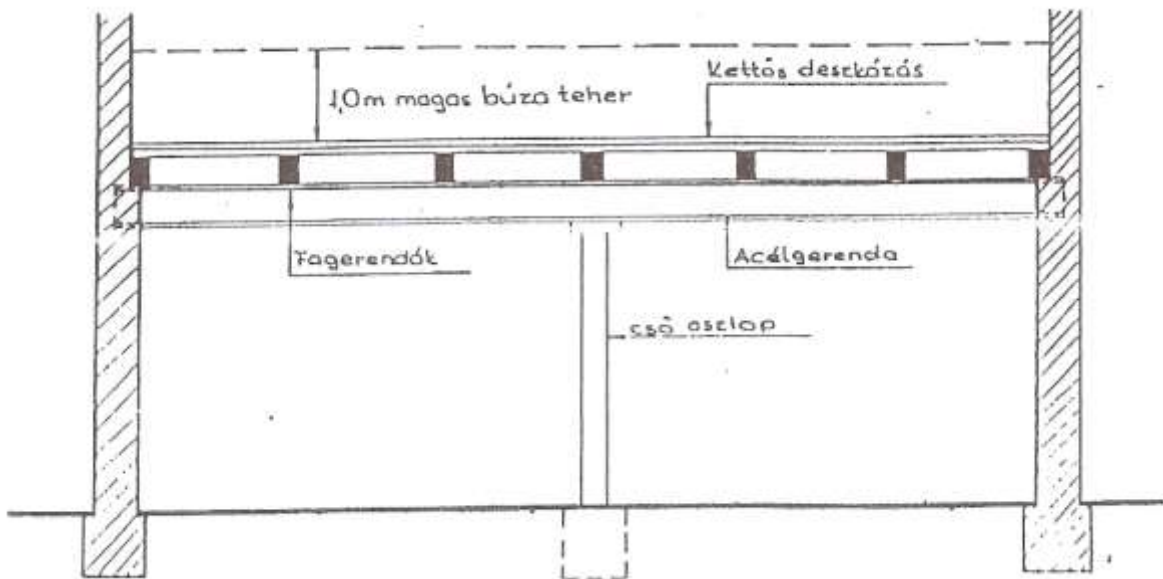 Kettős deszkázás
1,0m magas búza teher
Fagerendák
Acélgerenda
cső oszlop